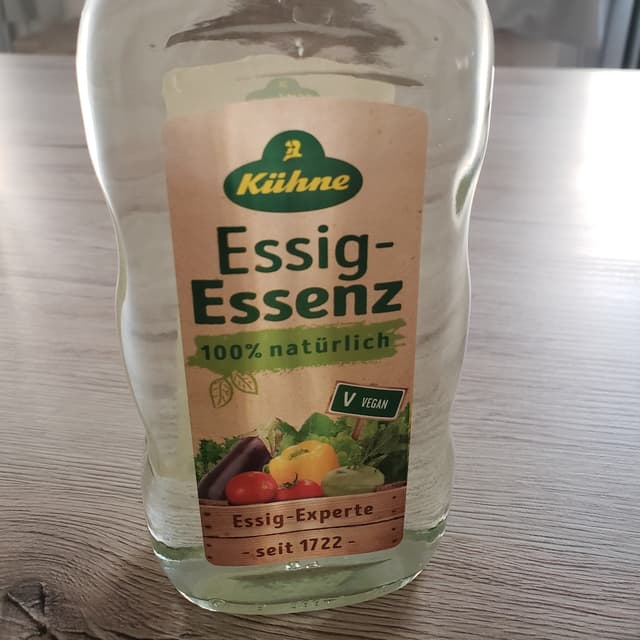 Kühne
Essig-
Essenz
100% natürlich
V VEGAN
Essig-Experte
- seit 1722 -